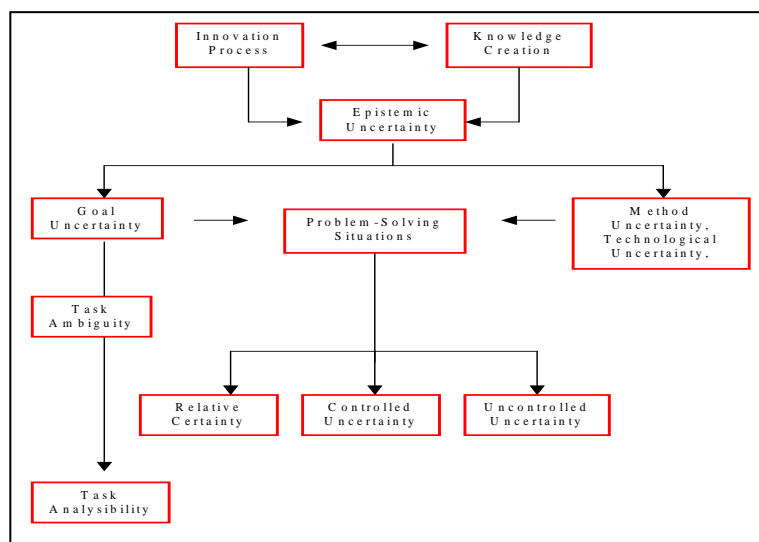 Innovation
Process
Knowledge
Creation
Epistemic
Uncertainty
Goal
Uncertainty
Problem-Solving
Situations
Method
Uncertainty,
Technological
Uncertainty,
Task
Ambiguity
Relative
Certainty
Controlled
Uncertainty
Uncontrolled
Uncertainty
Task
Analysibility